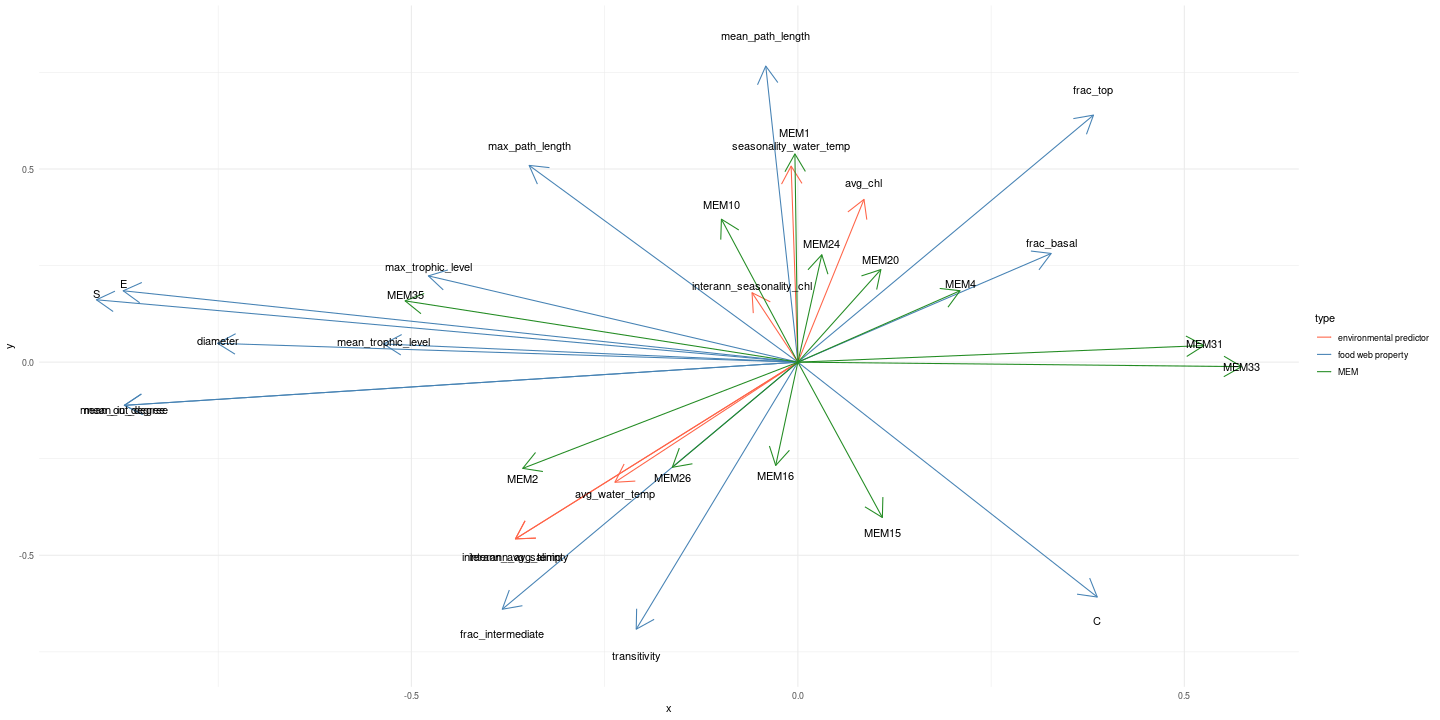 mean_path_length
frac_top
MEM1
max_path_length
seasonality_water_temp
0.5
avg_chl
MEM10
MEM24
frac_basal
MEM20
max_trophic_level
E
interann_seasonality_chl
MEM4
S
MEM35
type
environmental predictor
diameter
mean_trophic_level
MEM31
y
food web property
0.0
MEM33
MEM
MEM2
MEM26
MEM16
avg_water_temp
MEM15
-0.5
C
frac_intermediate
transitivity
-0.5
0.0
0.5
x